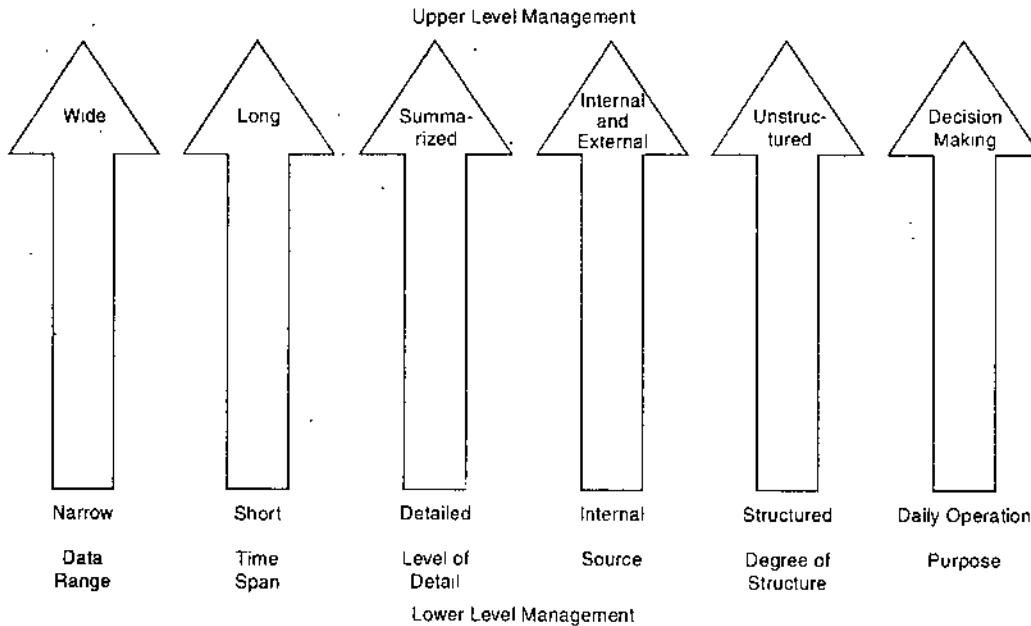 Upper Level Management
Wide
Long
Summa-
rized
Internal
and
External
Unstruc-
tured
Decision
Making
Narrow
Short
Detailed
Internal
Structured
Daily Operation
Data
Range
Time
Span
Level of
Detail
Source
Degree of
Structure
Purpose
Lower Level Management